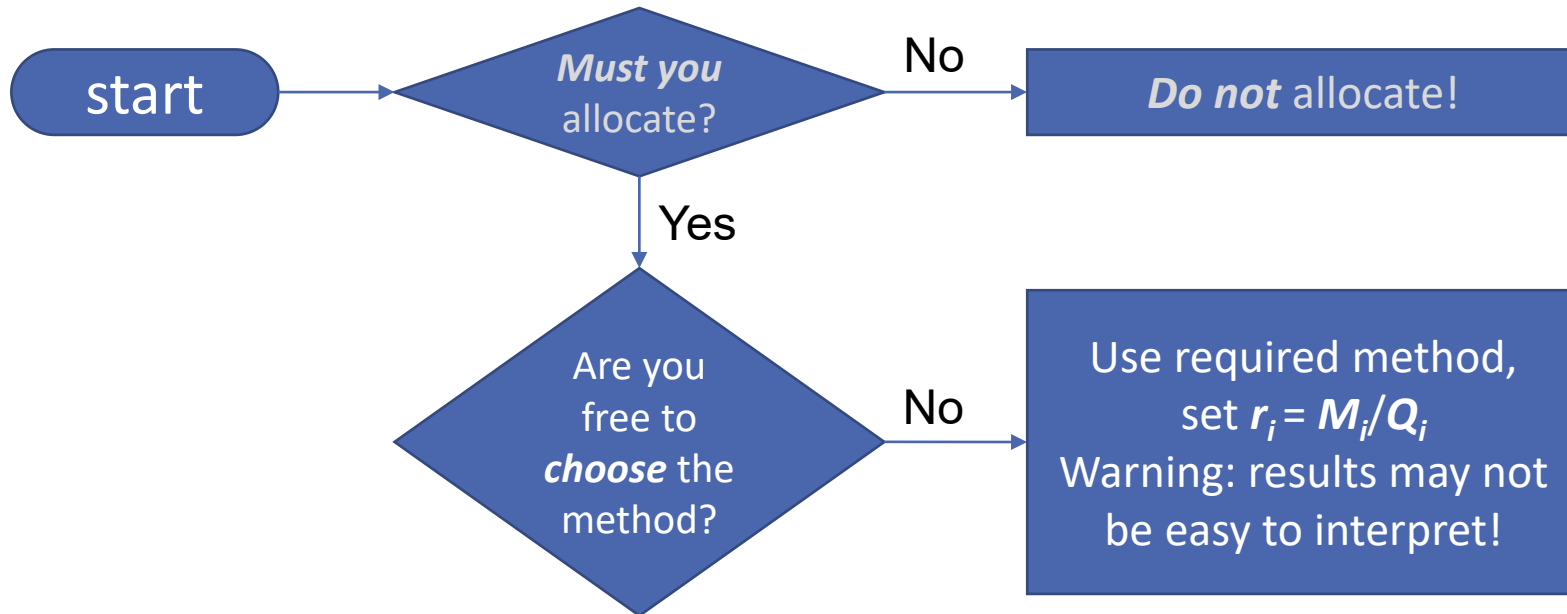 start
Must you
allocate?
No
Do not allocate!
Yes
Are you
free to
choose the
method?
No
Use required method,
set rᵢ = Mᵢ/Qᵢ
Warning: results may not
be easy to interpret!